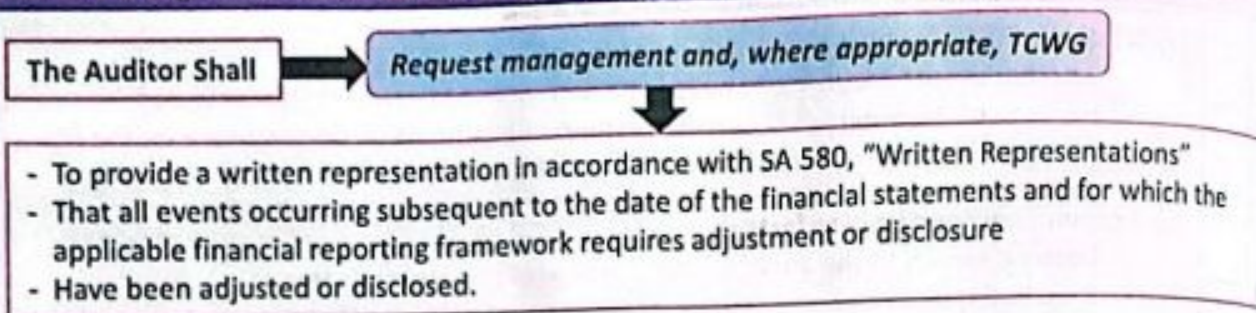 The Auditor Shall
Request management and, where appropriate, TCWG
- To provide a written representation in accordance with SA 580, "Written Representations"
- That all events occurring subsequent to the date of the financial statements and for which the
applicable financial reporting framework requires adjustment or disclosure
- Have been adjusted or disclosed.